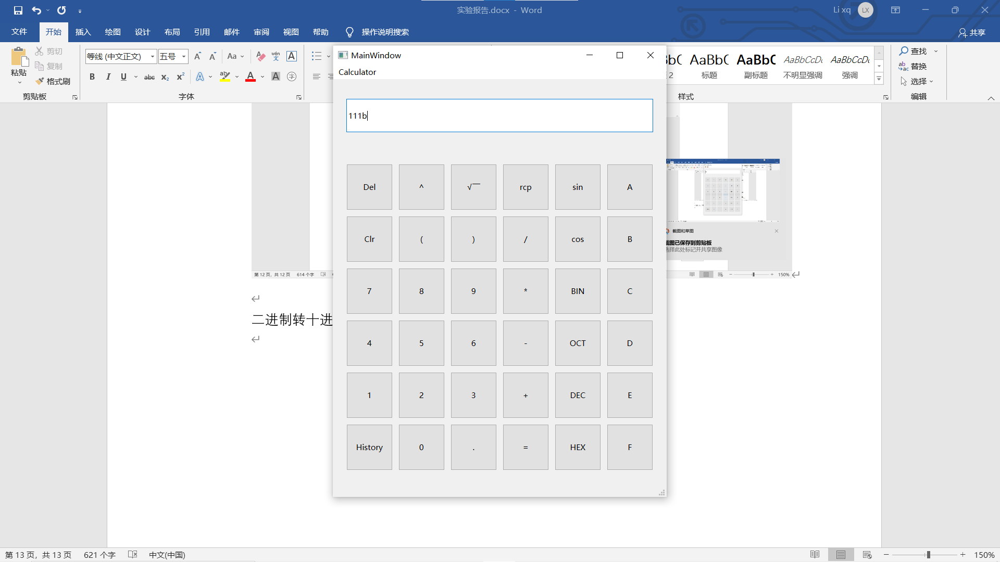 实验报告.docx - Word
Li xq
LX
文件 开始 插入 绘图 设计 布局 引用 邮件 审阅 视图 帮助 操作说明搜索 共享
粘贴
剪切
复制
格式刷
剪贴板
等线 (中文正文) 五号
字体
AaBbC
标题
AaBbC
副标题
AaBbCcDı
不明显强调
AaBbCcDı
强调
样式
查找
替换
选择
编辑
MainWindow
Calculator
111b
Del ^ √￣ rcp sin A
Clr ( ) / cos B
7 8 9 * BIN C
4 5 6 - OCT D
1 2 3 + DEC E
History 0 . = HEX F
截图和草图
截图已保存到剪贴板
选择此处标记并共享图像
第 12 页，共 12 页 614 个字
150%
二进制转十进
第 13 页，共 13 页 621 个字 中文(中国)
150%